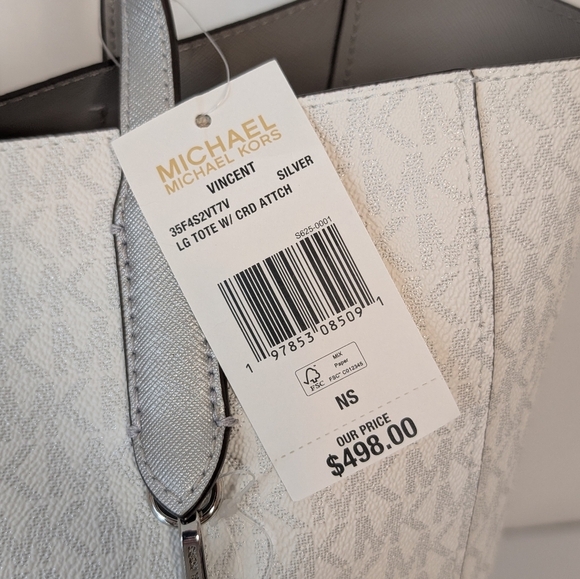 MICHAEL
MICHAEL KORS
VINCENT
35F4S2VT7V SILVER
LG TOTE W/ CRD ATTCH
S625-0001
1 97853 08509 1
MIX
Paper
FSC FSC® C012345
NS
OUR PRICE
$498.00